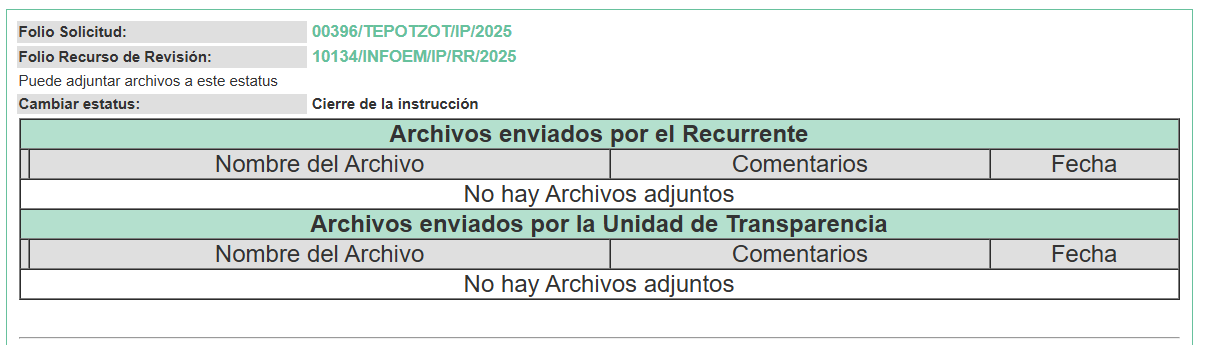 Folio Solicitud: 00396/TEPOTZOT/IP/2025
Folio Recurso de Revisión: 10134/INFOEM/IP/RR/2025
Puede adjuntar archivos a este estatus
Cambiar estatus: Cierre de la instrucción
Archivos enviados por el Recurrente
Nombre del Archivo Comentarios Fecha
No hay Archivos adjuntos
Archivos enviados por la Unidad de Transparencia
Nombre del Archivo Comentarios Fecha
No hay Archivos adjuntos